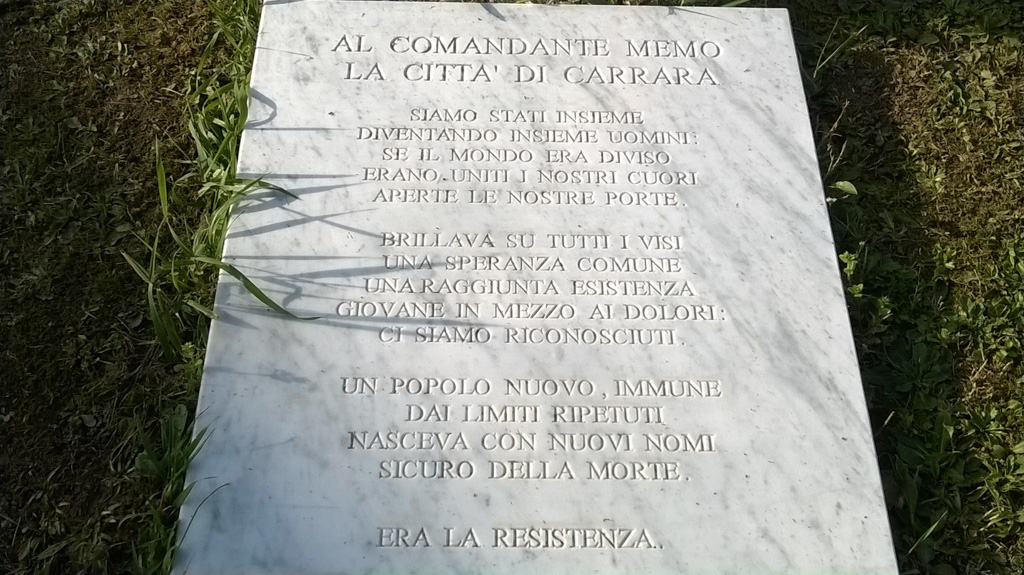 AL COMANDANTE MEMO
LA CITTA' DI CARRARA
SIAMO STATI INSIEME
DIVENTANDO INSIEME UOMINI:
SE IL MONDO ERA DIVISO
ERANO UNITI I NOSTRI CUORI
APERTE LE NOSTRE PORTE.
BRILLAVA SU TUTTI I VISI
UNA SPERANZA COMUNE
UNA RAGGIUNTA ESISTENZA
GIOVANE IN MEZZO AI DOLORI:
CI SIAMO RICONOSCIUTI.
UN POPOLO NUOVO, IMMUNE
DAI LIMITI RIPETUTI
NASCEVA CON NUOVI NOMI
SICURO DELLA MORTE.
ERA LA RESISTENZA.